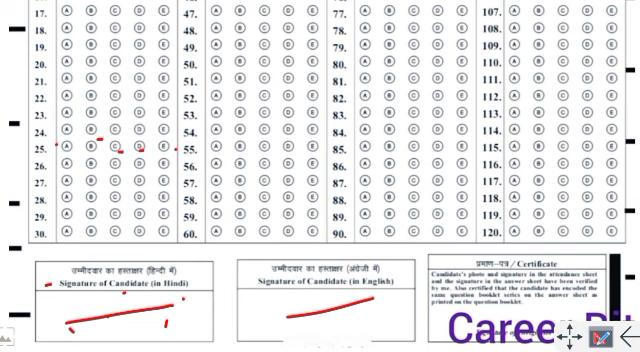 17. A B C D E 47. A B C D E 77. A B C D E 107. A B C D E
18. A B C D E 48. A B C D E 78. A B C D E 108. A B C D E
19. A B C D E 49. A B C D E 79. A B C D E 109. A B C D E
20. A B C D E 50. A B C D E 80. A B C D E 110. A B C D E
21. A B C D E 51. A B C D E 81. A B C D E 111. A B C D E
22. A B C D E 52. A B C D E 82. A B C D E 112. A B C D E
23. A B C D E 53. A B C D E 83. A B C D E 113. A B C D E
24. A B C D E 54. A B C D E 84. A B C D E 114. A B C D E
25. A B C D E 55. A B C D E 85. A B C D E 115. A B C D E
26. A B C D E 56. A B C D E 86. A B C D E 116. A B C D E
27. A B C D E 57. A B C D E 87. A B C D E 117. A B C D E
28. A B C D E 58. A B C D E 88. A B C D E 118. A B C D E
29. A B C D E 59. A B C D E 89. A B C D E 119. A B C D E
30. A B C D E 60. A B C D E 90. A B C D E 120. A B C D E
उम्मीदवार का हस्ताक्षर (हिन्दी में)
Signature of Candidate (in Hindi)
उम्मीदवार का हस्ताक्षर (अंग्रेजी में)
Signature of Candidate (in English)
प्रमाण-पत्र / Certificate
Candidate's photo and signature in the attendance sheet
and the signature in the answer sheet have been verified
by me. Also certified that the candidate has encoded the
same question booklet series on the answer sheet as
printed on the question booklet.